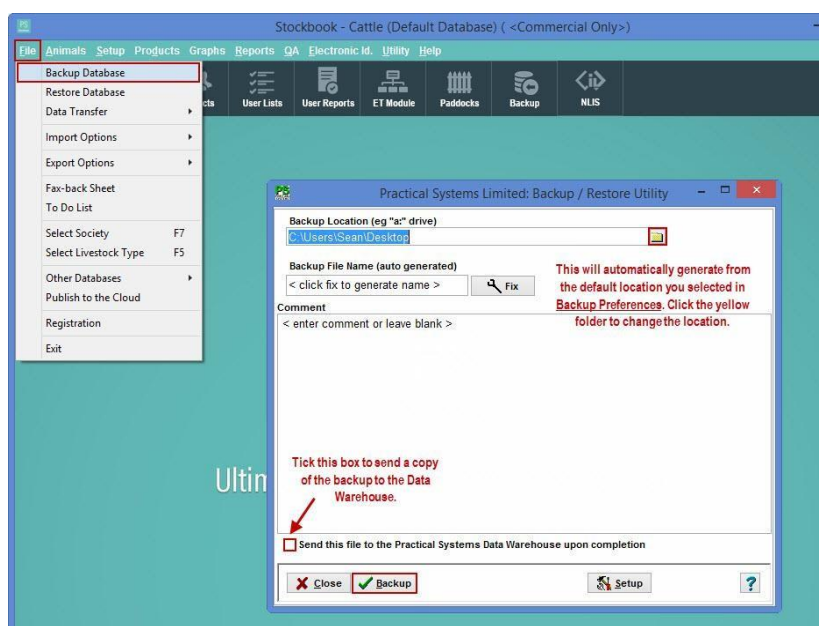 PS
Stockbook - Cattle (Default Database) ( <Commercial Only>)
File Animals Setup Products Graphs Reports QA Electronic Id. Utility Help
cts User Lists User Reports ET Module Paddocks Backup NLIS
Backup Database
Restore Database
Data Transfer
Import Options
Export Options
Fax-back Sheet
To Do List
Select Society F7
Select Livestock Type F5
Other Databases
Publish to the Cloud
Registration
Exit
Ultim
Practical Systems Limited: Backup / Restore Utility
Backup Location (eg "a:" drive)
C:\Users\Sean\Desktop
Backup File Name (auto generated)
< click fix to generate name > Fix
This will automatically generate from
the default location you selected in
Backup Preferences. Click the yellow
folder to change the location.
Comment
< enter comment or leave blank >
Tick this box to send a copy
of the backup to the Data
Warehouse.
Send this file to the Practical Systems Data Warehouse upon completion
Close Backup Setup ?